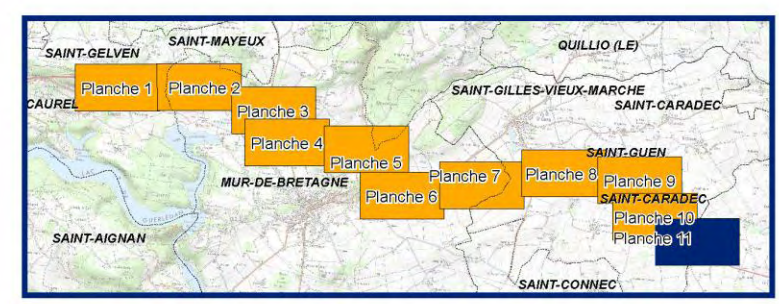 SAINT-MAYEUX
QUILLIO (LE)
SAINT-GELVEN
Planche 1
Planche 2
SAINT-GILLES-VIEUX-MARCHE
CAUREL
Planche 3
SAINT-CARADEC
Planche 4
SAINT-GUEN
Planche 5
LAC
Planche 7
Planche 8
Planche 9
MUR-DE-BRETAGNE
Planche 6
SAINT-CARADEC
GUERLEDAN
Planche 10
SAINT-AIGNAN
Planche 11
SAINT-CONNEC